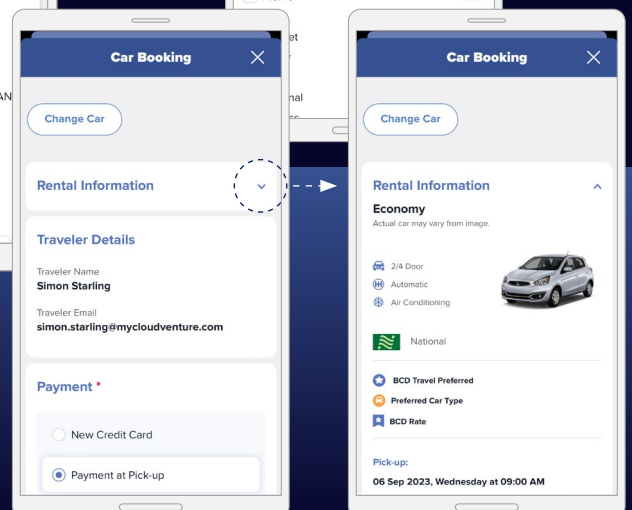 et
AN
nal
Car Booking
Change Car
Rental Information
Traveler Details
Traveler Name
Simon Starling
Traveler Email
simon.starling@mycloudventure.com
Payment *
New Credit Card
Payment at Pick-up
Car Booking
Change Car
Rental Information
Economy
Actual car may vary from image.
2/4 Door
Automatic
Air Conditioning
National
BCD Travel Preferred
Preferred Car Type
BCD Rate
Pick-up:
06 Sep 2023, Wednesday at 09:00 AM